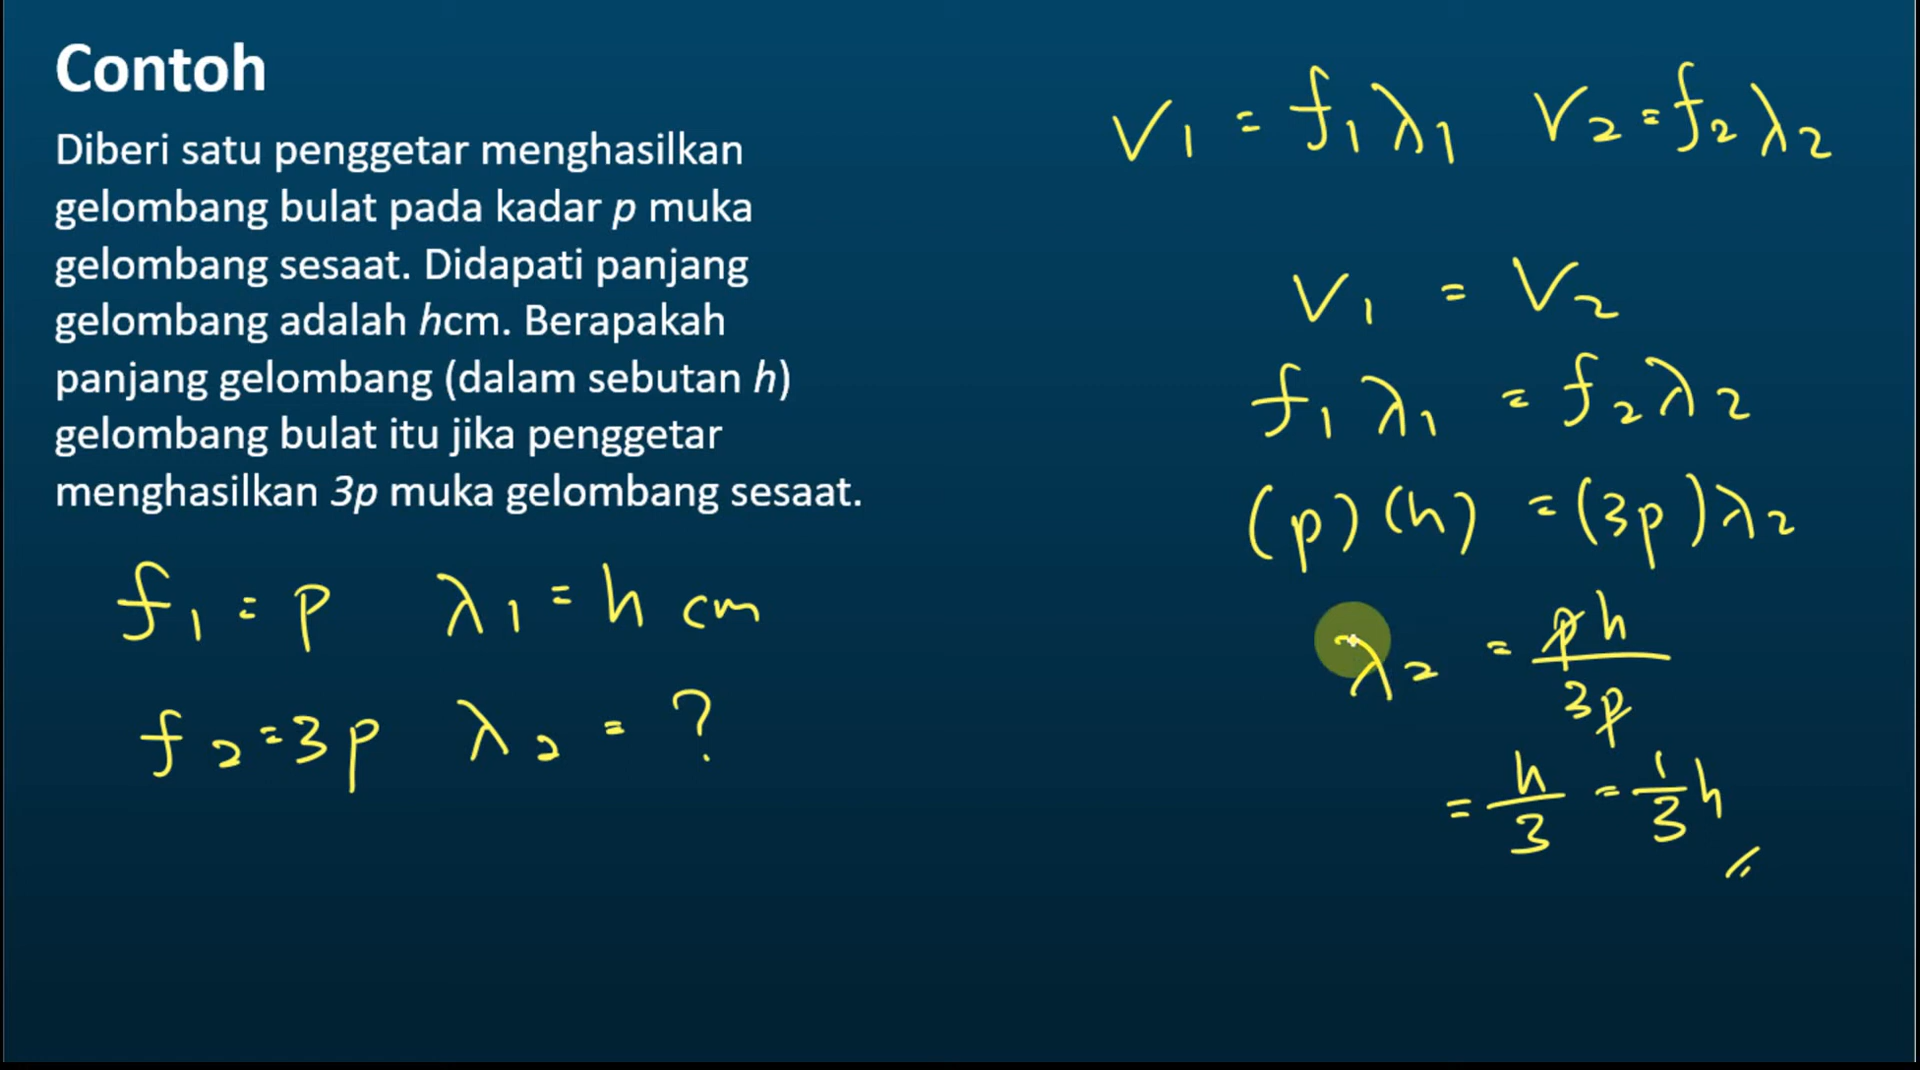 Contoh
Diberi satu penggetar menghasilkan
gelombang bulat pada kadar p muka
gelombang sesaat. Didapati panjang
gelombang adalah hcm. Berapakah
panjang gelombang (dalam sebutan h)
gelombang bulat itu jika penggetar
menghasilkan 3p muka gelombang sesaat.
f₁ = p λ₁ = h cm
f₂ = 3p λ₂ = ?
V₁ = f₁λ₁ V₂ = f₂λ₂
V₁ = V₂
f₁λ₁ = f₂λ₂
(p)(h) = (3p)λ₂
λ₂ = ph/3p
= h/3 = 1/3 h